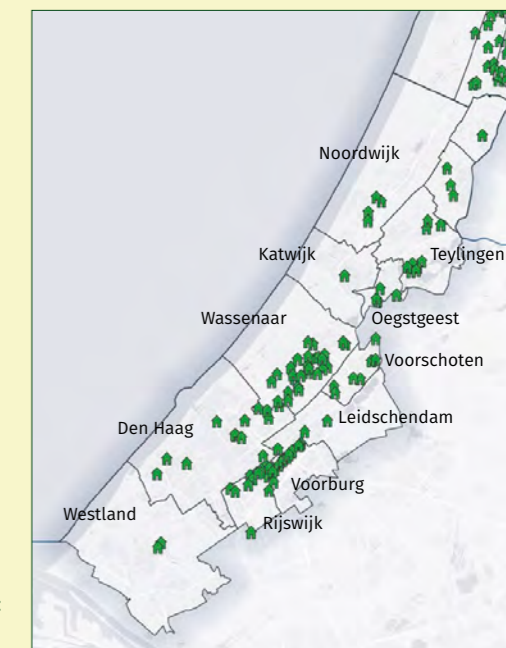 Noordwijk
Katwijk
Teylingen
Wassenaar
Oegstgeest
Voorschoten
Den Haag
Leidschendam
Voorburg
Westland
Rijswijk